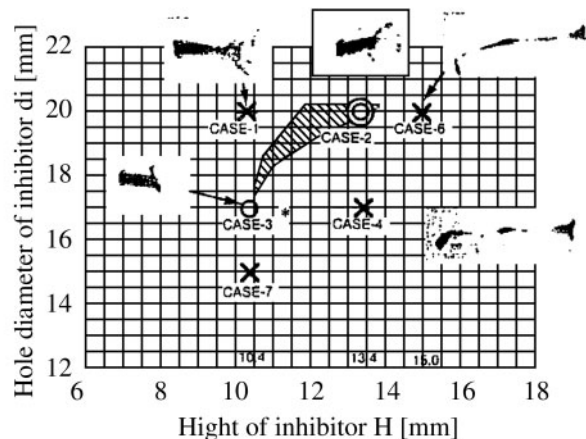 Hole diameter of inhibitor di [mm]
22
20
18
16
14
12
CASE-1
CASE-2
CASE-6
CASE-3
*
CASE-4
CASE-7
10.4
13.4
15.0
6
8
10
12
14
16
18
Hight of inhibitor H [mm]